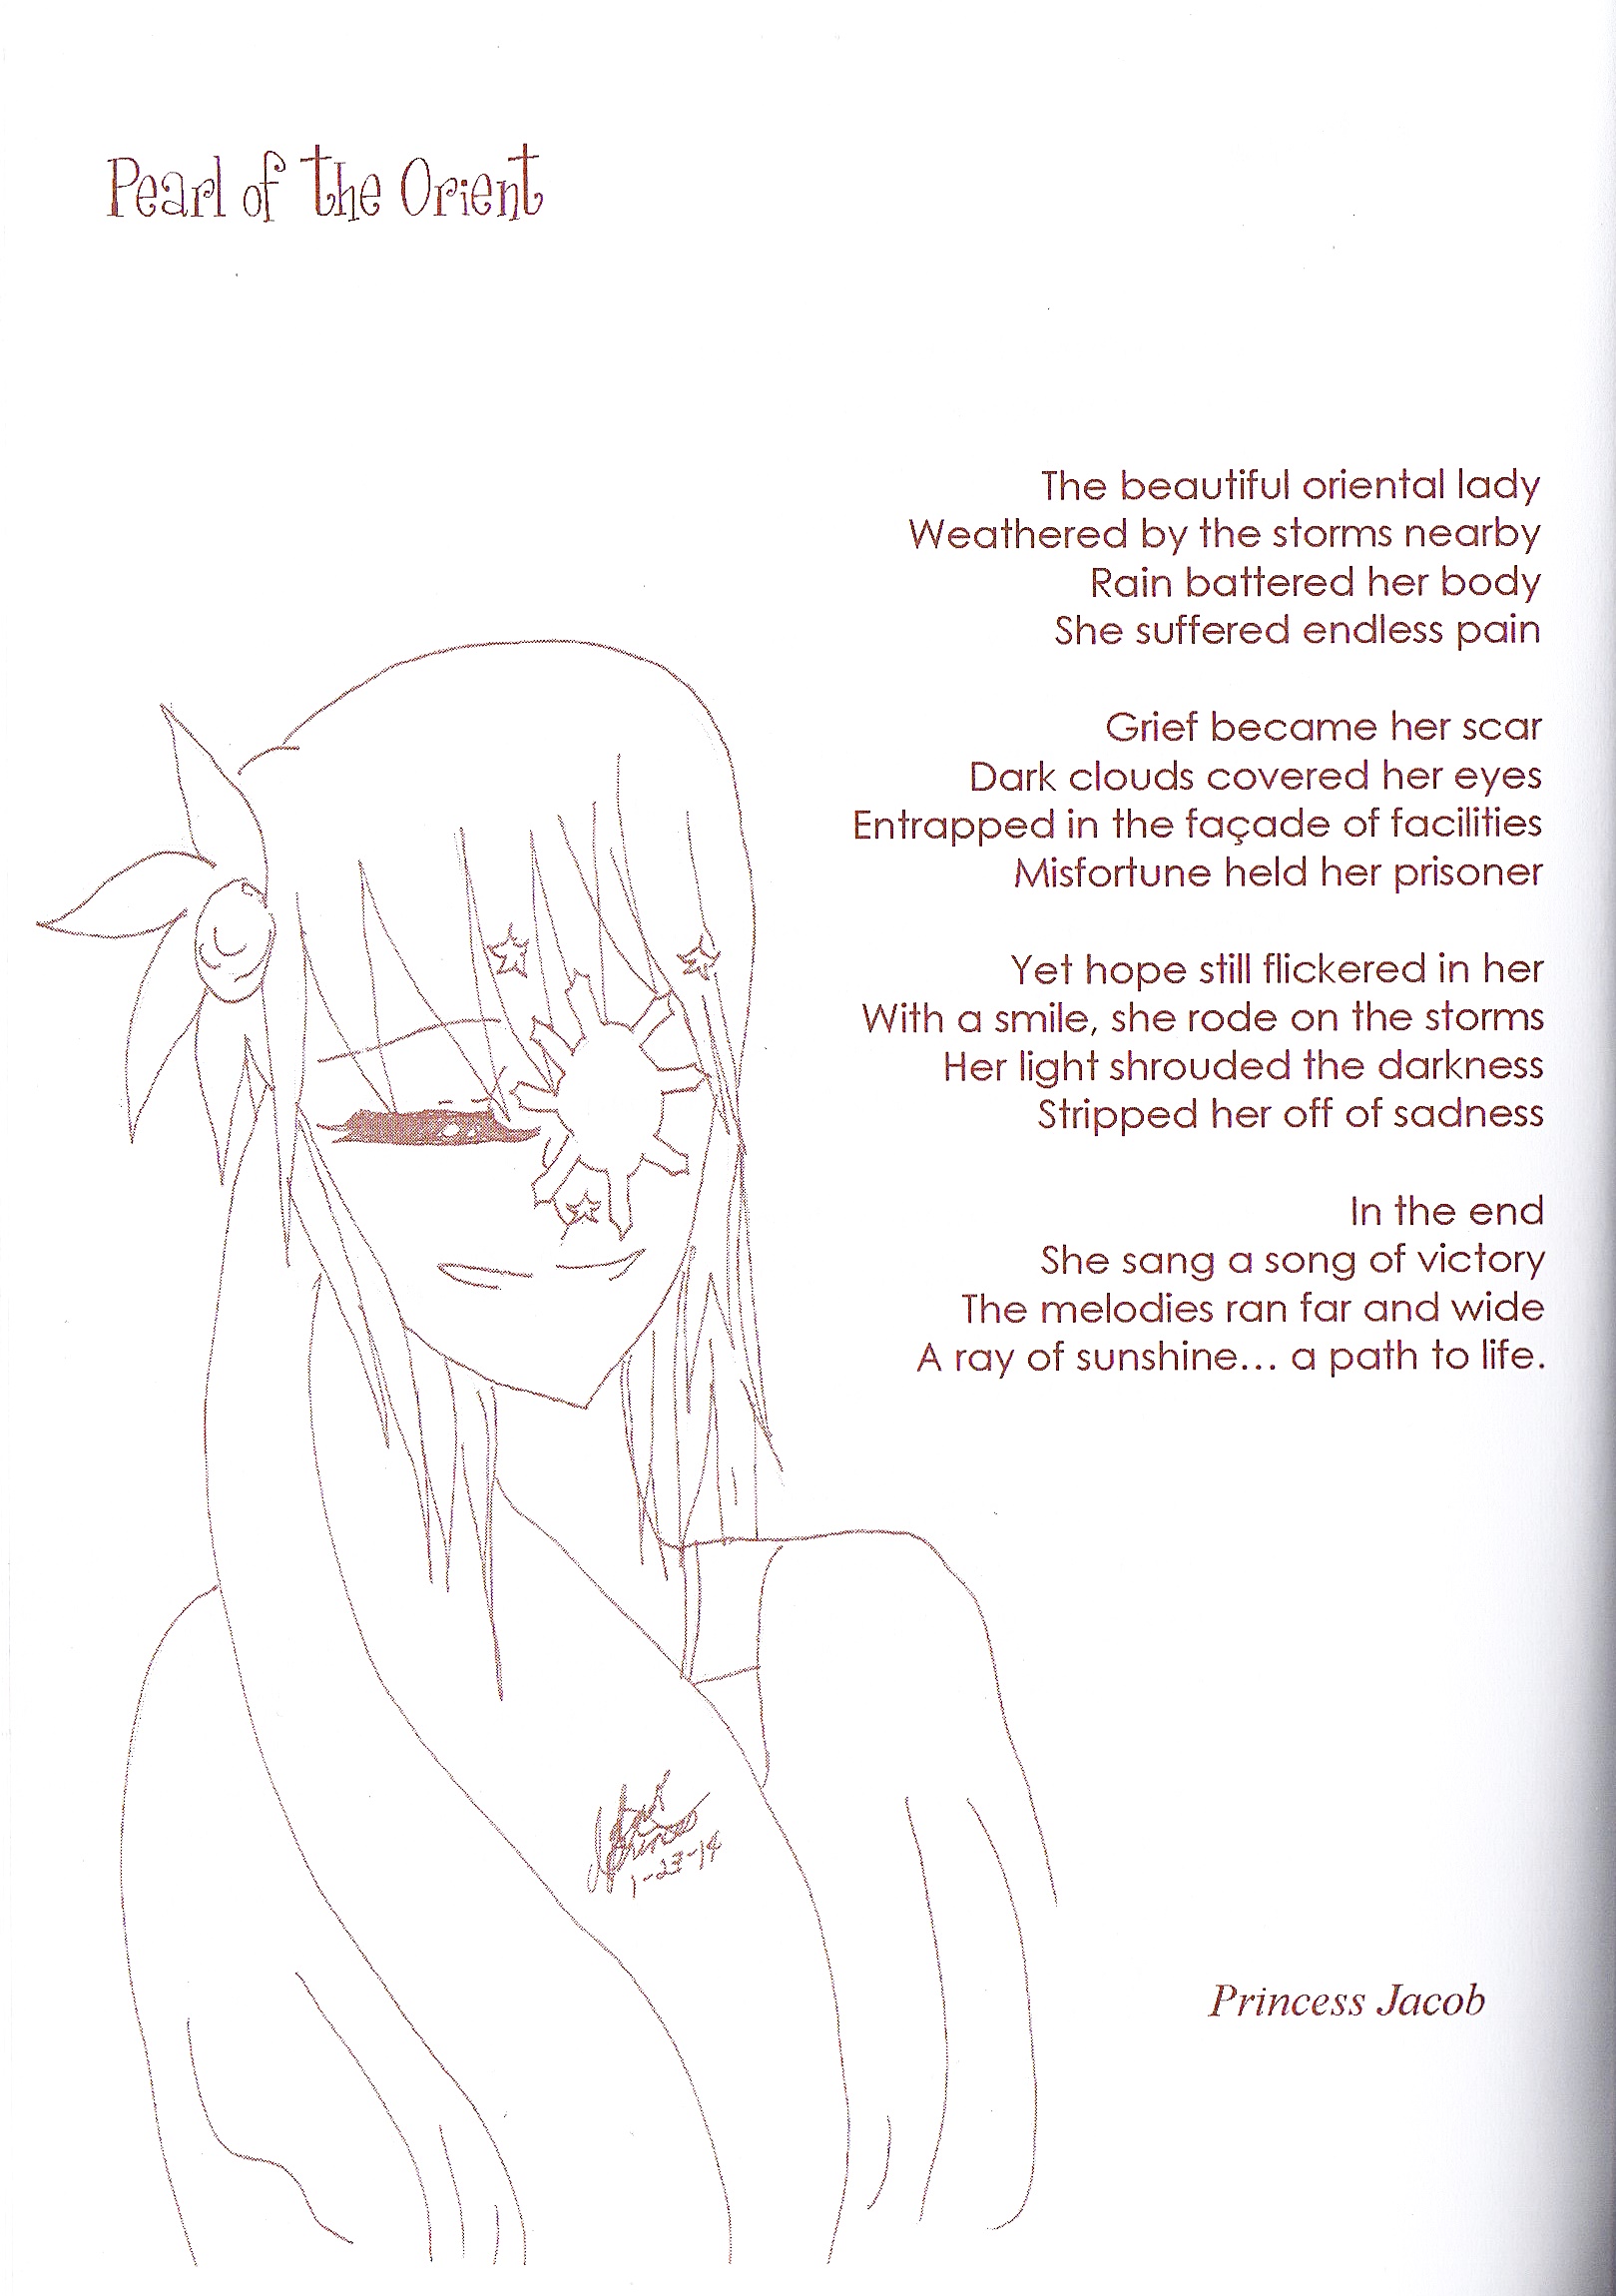 Pearl of the Orient
The beautiful oriental lady
Weathered by the storms nearby
Rain battered her body
She suffered endless pain
Grief became her scar
Dark clouds covered her eyes
Entrapped in the façade of facilities
Misfortune held her prisoner
Yet hope still flickered in her
With a smile, she rode on the storms
Her light shrouded the darkness
Stripped her off of sadness
In the end
She sang a song of victory
The melodies ran far and wide
A ray of sunshine... a path to life.
1-23-14
Princess Jacob